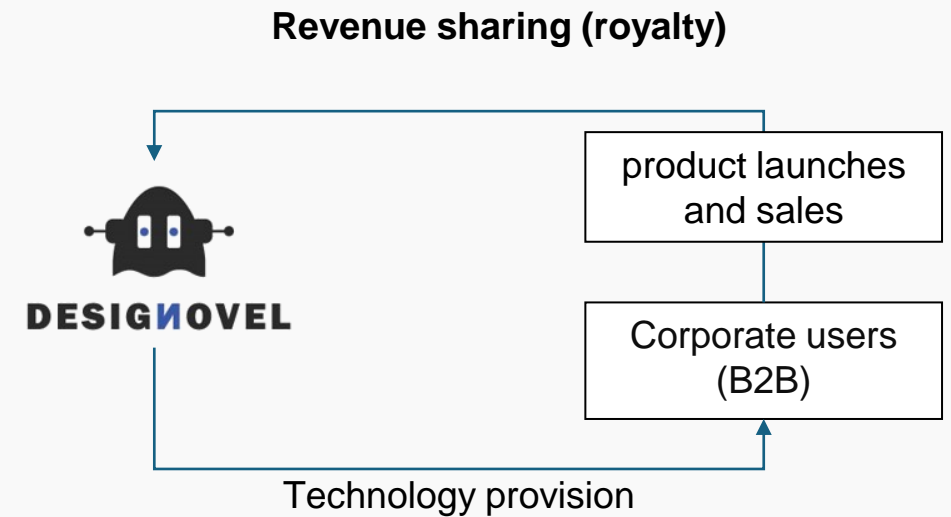 Revenue sharing (royalty)
product launches
and sales
DESIGNOVEL
Corporate users
(B2B)
Technology provision